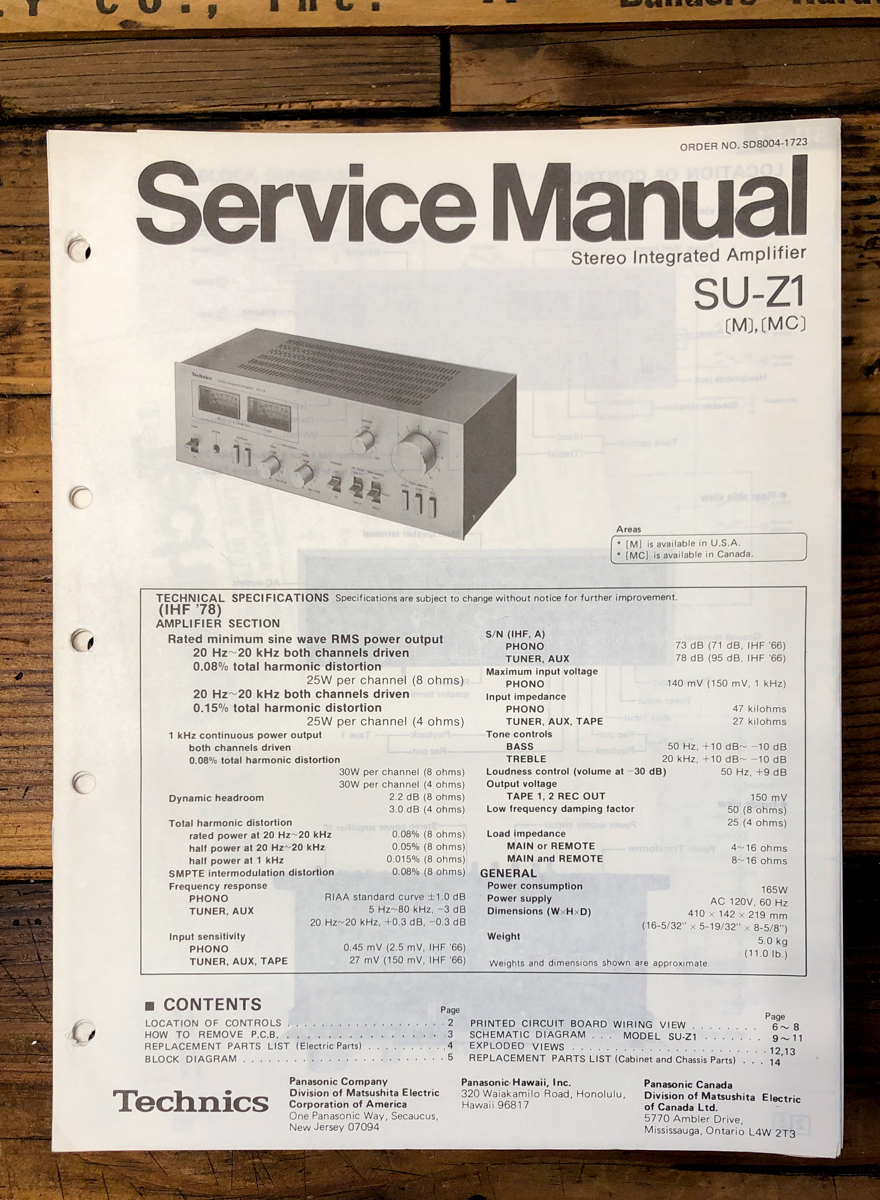 Y CO., Inc.
Builders
ORDER NO. SD8004-1723
Service Manual
Stereo Integrated Amplifier
SU-Z1
[M], [MC]
Technics
Areas
* [M] is available in U.S.A.
* [MC] is available in Canada.
TECHNICAL SPECIFICATIONS Specifications are subject to change without notice for further improvement.
(IHF '78)
AMPLIFIER SECTION
Rated minimum sine wave RMS power output
20 Hz~20 kHz both channels driven
0.08% total harmonic distortion
25W per channel (8 ohms)
20 Hz~20 kHz both channels driven
0.15% total harmonic distortion
25W per channel (4 ohms)
1 kHz continuous power output
both channels driven
0.08% total harmonic distortion
30W per channel (8 ohms)
30W per channel (4 ohms)
Dynamic headroom 2.2 dB (8 ohms)
3.0 dB (4 ohms)
Total harmonic distortion
rated power at 20 Hz~20 kHz 0.08% (8 ohms)
half power at 20 Hz~20 kHz 0.05% (8 ohms)
half power at 1 kHz 0.015% (8 ohms)
SMPTE intermodulation distortion 0.08% (8 ohms)
Frequency response
PHONO RIAA standard curve ±1.0 dB
TUNER, AUX 5 Hz~80 kHz, −3 dB
20 Hz~20 kHz, +0.3 dB, −0.3 dB
Input sensitivity
PHONO 0.45 mV (2.5 mV, IHF '66)
TUNER, AUX, TAPE 27 mV (150 mV, IHF '66)
S/N (IHF, A)
PHONO 73 dB (71 dB, IHF '66)
TUNER, AUX 78 dB (95 dB, IHF '66)
Maximum input voltage
PHONO 140 mV (150 mV, 1 kHz)
Input impedance
PHONO 47 kilohms
TUNER, AUX, TAPE 27 kilohms
Tone controls
BASS 50 Hz, +10 dB~ −10 dB
TREBLE 20 kHz, +10 dB~ −10 dB
Loudness control (volume at −30 dB) 50 Hz, +9 dB
Output voltage
TAPE 1, 2 REC OUT 150 mV
Low frequency damping factor 50 (8 ohms)
25 (4 ohms)
Load impedance
MAIN or REMOTE 4~16 ohms
MAIN and REMOTE 8~16 ohms
GENERAL
Power consumption 165W
Power supply AC 120V, 60 Hz
Dimensions (W×H×D) 410 × 142 × 219 mm
(16-5/32" × 5-19/32" × 8-5/8")
Weight 5.0 kg
(11.0 lb.)
Weights and dimensions shown are approximate.
■ CONTENTS
Page
LOCATION OF CONTROLS . . . . . . . . . . . . . . . . . . 2
HOW TO REMOVE P.C.B. . . . . . . . . . . . . . . . . . . 3
REPLACEMENT PARTS LIST (Electric Parts) . . . . . . . . . . 4
BLOCK DIAGRAM . . . . . . . . . . . . . . . . . . . . . . . 5
Page
PRINTED CIRCUIT BOARD WIRING VIEW . . . . . . . . 6~ 8
SCHEMATIC DIAGRAM . . . MODEL SU-Z1 . . . . . . . 9~11
EXPLODED VIEWS . . . . . . . . . . . . . . . . . . . . 12,13
REPLACEMENT PARTS LIST (Cabinet and Chassis Parts) . . . 14
Technics
Panasonic Company
Division of Matsushita Electric
Corporation of America
One Panasonic Way, Secaucus,
New Jersey 07094
Panasonic Hawaii, Inc.
320 Waiakamilo Road, Honolulu,
Hawaii 96817
Panasonic Canada
Division of Matsushita Electric
of Canada Ltd.
5770 Ambler Drive,
Mississauga, Ontario L4W 2T3